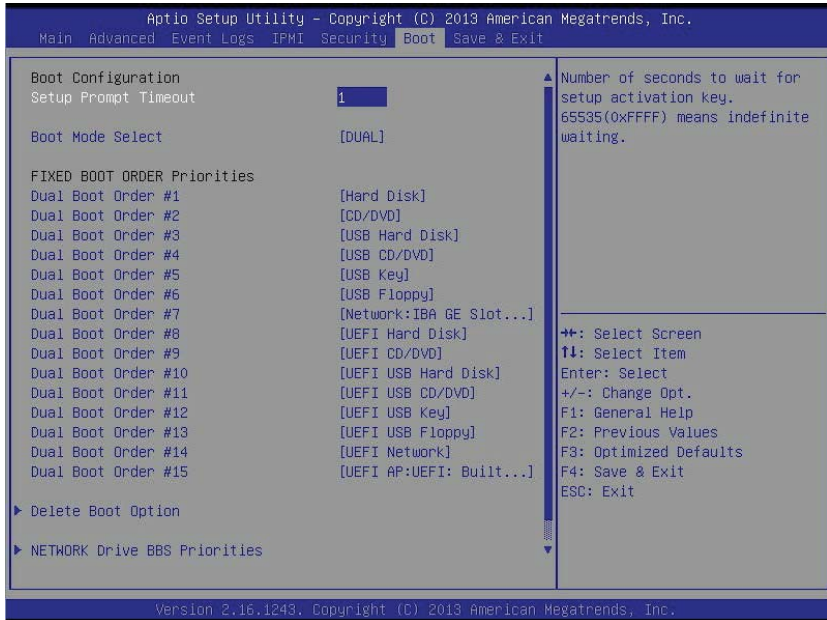 Aptio Setup Utility – Copyright (C) 2013 American Megatrends, Inc.
Main Advanced Event Logs IPMI Security Boot Save & Exit
Boot Configuration
Setup Prompt Timeout 1
Boot Mode Select [DUAL]
FIXED BOOT ORDER Priorities
Dual Boot Order #1 [Hard Disk]
Dual Boot Order #2 [CD/DVD]
Dual Boot Order #3 [USB Hard Disk]
Dual Boot Order #4 [USB CD/DVD]
Dual Boot Order #5 [USB Key]
Dual Boot Order #6 [USB Floppy]
Dual Boot Order #7 [Network:IBA GE Slot...]
Dual Boot Order #8 [UEFI Hard Disk]
Dual Boot Order #9 [UEFI CD/DVD]
Dual Boot Order #10 [UEFI USB Hard Disk]
Dual Boot Order #11 [UEFI USB CD/DVD]
Dual Boot Order #12 [UEFI USB Key]
Dual Boot Order #13 [UEFI USB Floppy]
Dual Boot Order #14 [UEFI Network]
Dual Boot Order #15 [UEFI AP:UEFI: Built...]
▶ Delete Boot Option
▶ NETWORK Drive BBS Priorities
Number of seconds to wait for
setup activation key.
65535(0xFFFF) means indefinite
waiting.
→←: Select Screen
↑↓: Select Item
Enter: Select
+/-: Change Opt.
F1: General Help
F2: Previous Values
F3: Optimized Defaults
F4: Save & Exit
ESC: Exit
Version 2.16.1243. Copyright (C) 2013 American Megatrends, Inc.